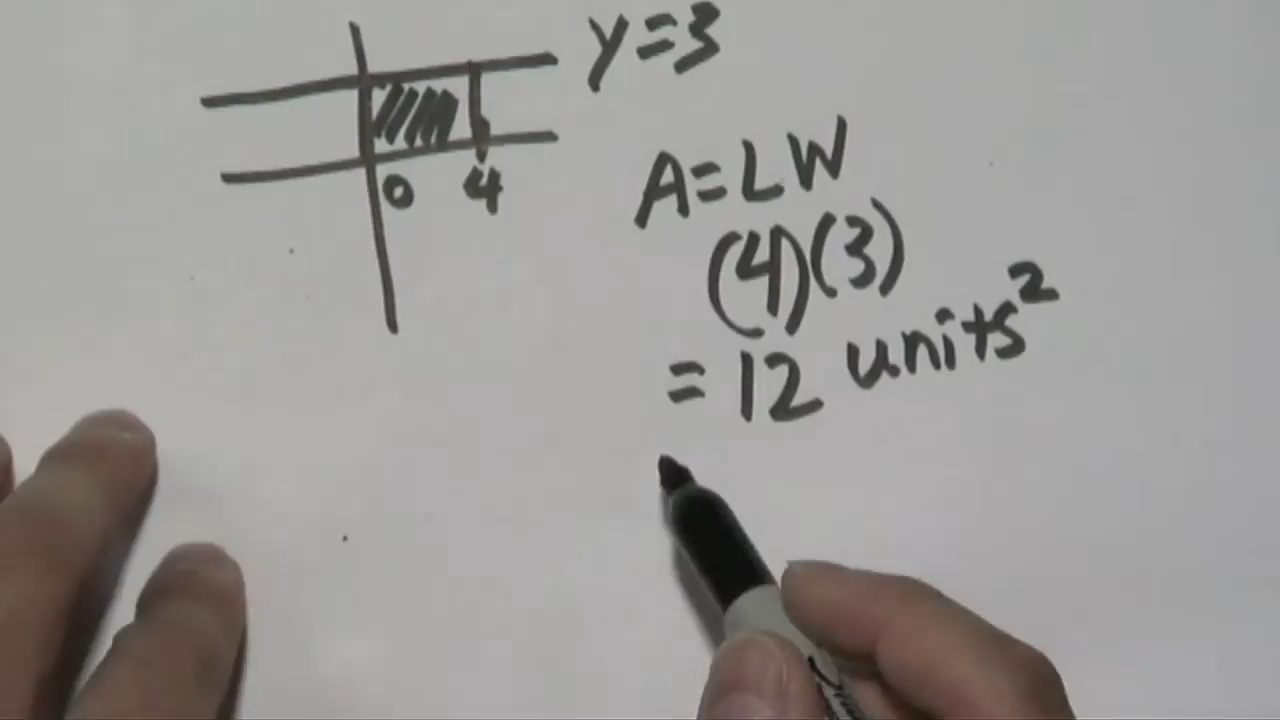 y=3
0 4
A=LW
(4)(3)
= 12 units²